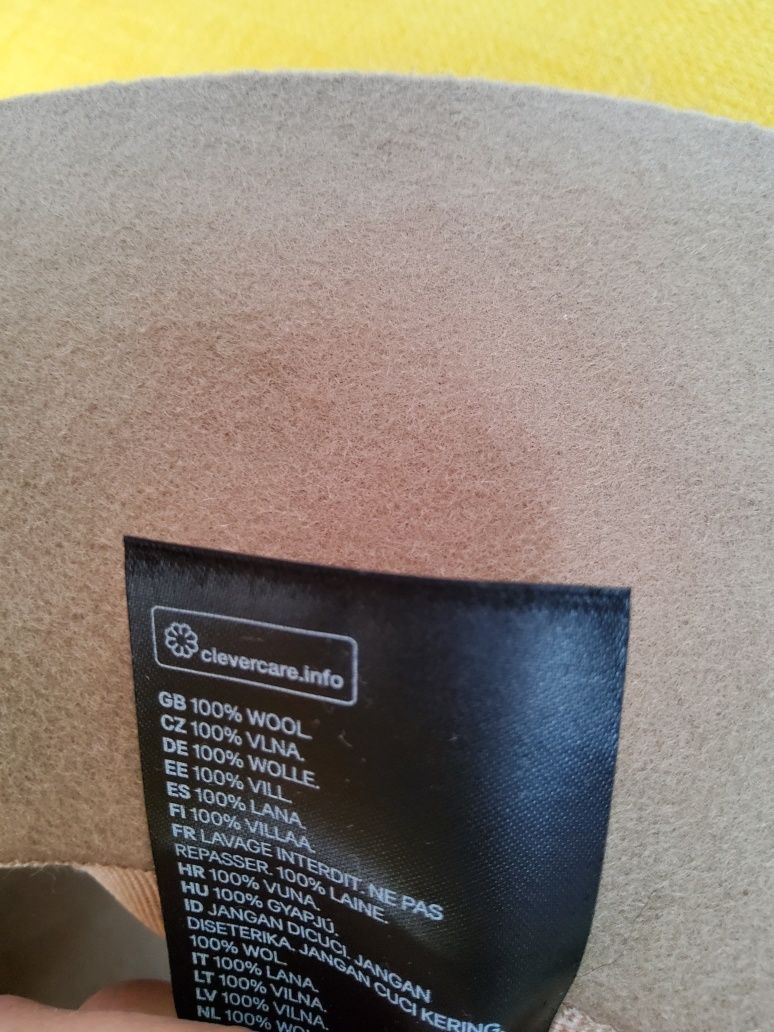 clevercare.info
GB 100% WOOL
CZ 100% VLNA.
DE 100% WOLLE.
EE 100% VILL.
ES 100% LANA.
FI 100% VILLAA.
FR LAVAGE INTERDIT. NE PAS
REPASSER. 100% LAINE.
HR 100% VUNA.
HU 100% GYAPJÚ.
ID JANGAN DICUCI. JANGAN
DISETERIKA. JANGAN CUCI KERING.
100% WOL.
IT 100% LANA.
LT 100% VILNA.
LV 100% VILNA.
NL 100%